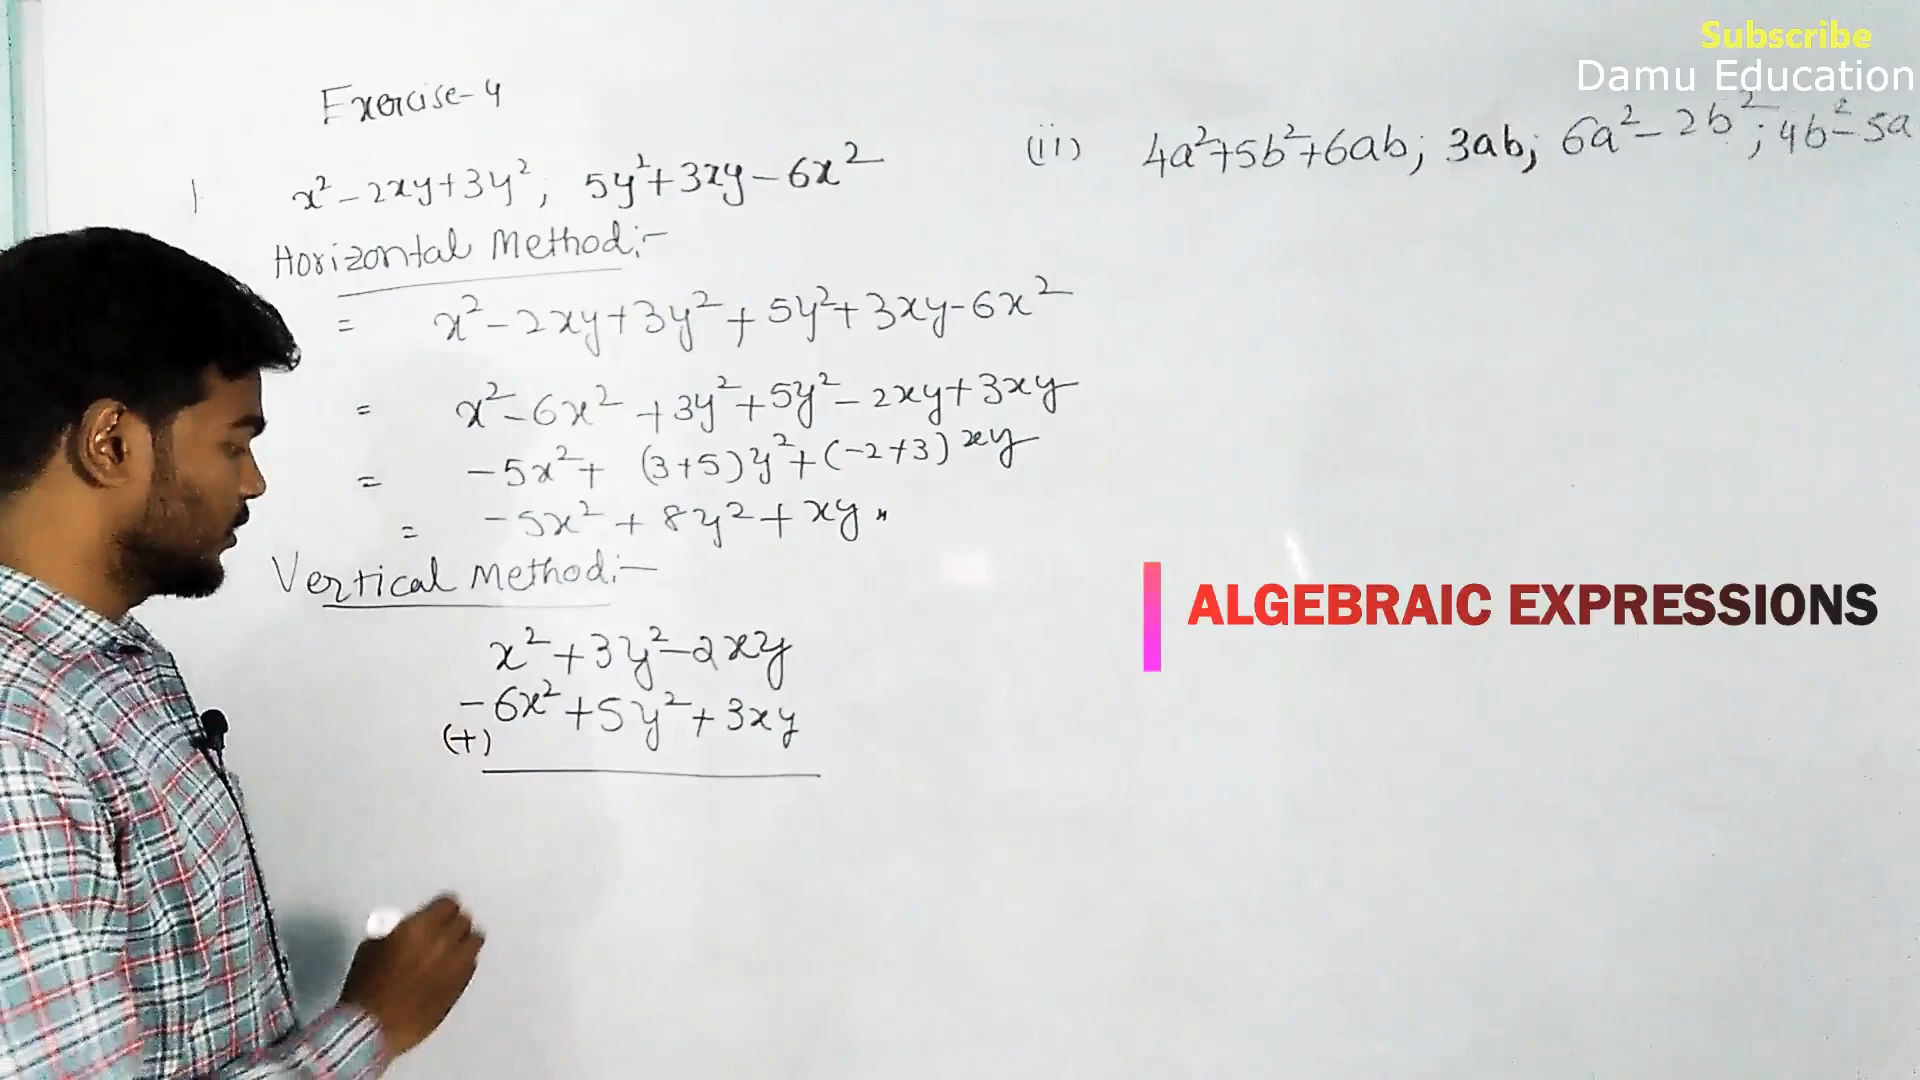 Subscribe
Damu Education
Exercise-4
1 x²-2xy+3y², 5y²+3xy-6x²
Horizontal Method:-
= x²-2xy+3y²+5y²+3xy-6x²
= x²-6x²+3y²+5y²-2xy+3xy
= -5x²+(3+5)y²+(-2+3)xy
= -5x²+8y²+xy "
Vertical Method:-
x²+3y²-2xy
-6x²+5y²+3xy
(+)
(ii) 4a²+5b²+6ab; 3ab; 6a²-2b²; 4b²-5a
ALGEBRAIC EXPRESSIONS